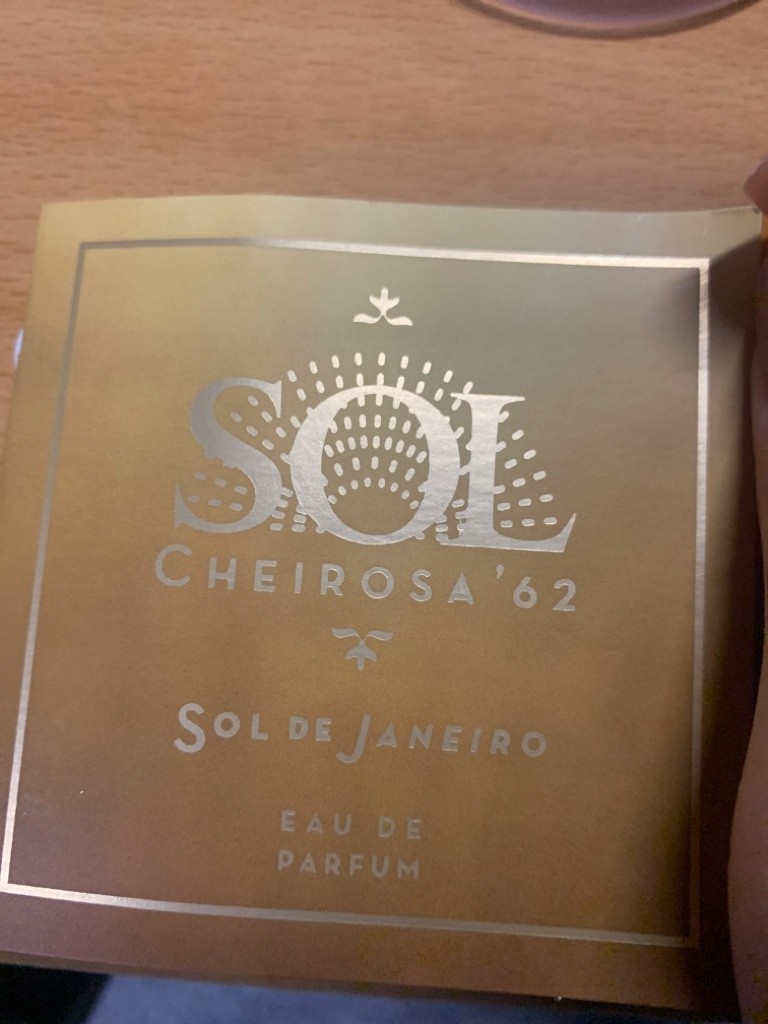 SOL
CHEIROSA '62
SOL DE JANEIRO
EAU DE
PARFUM